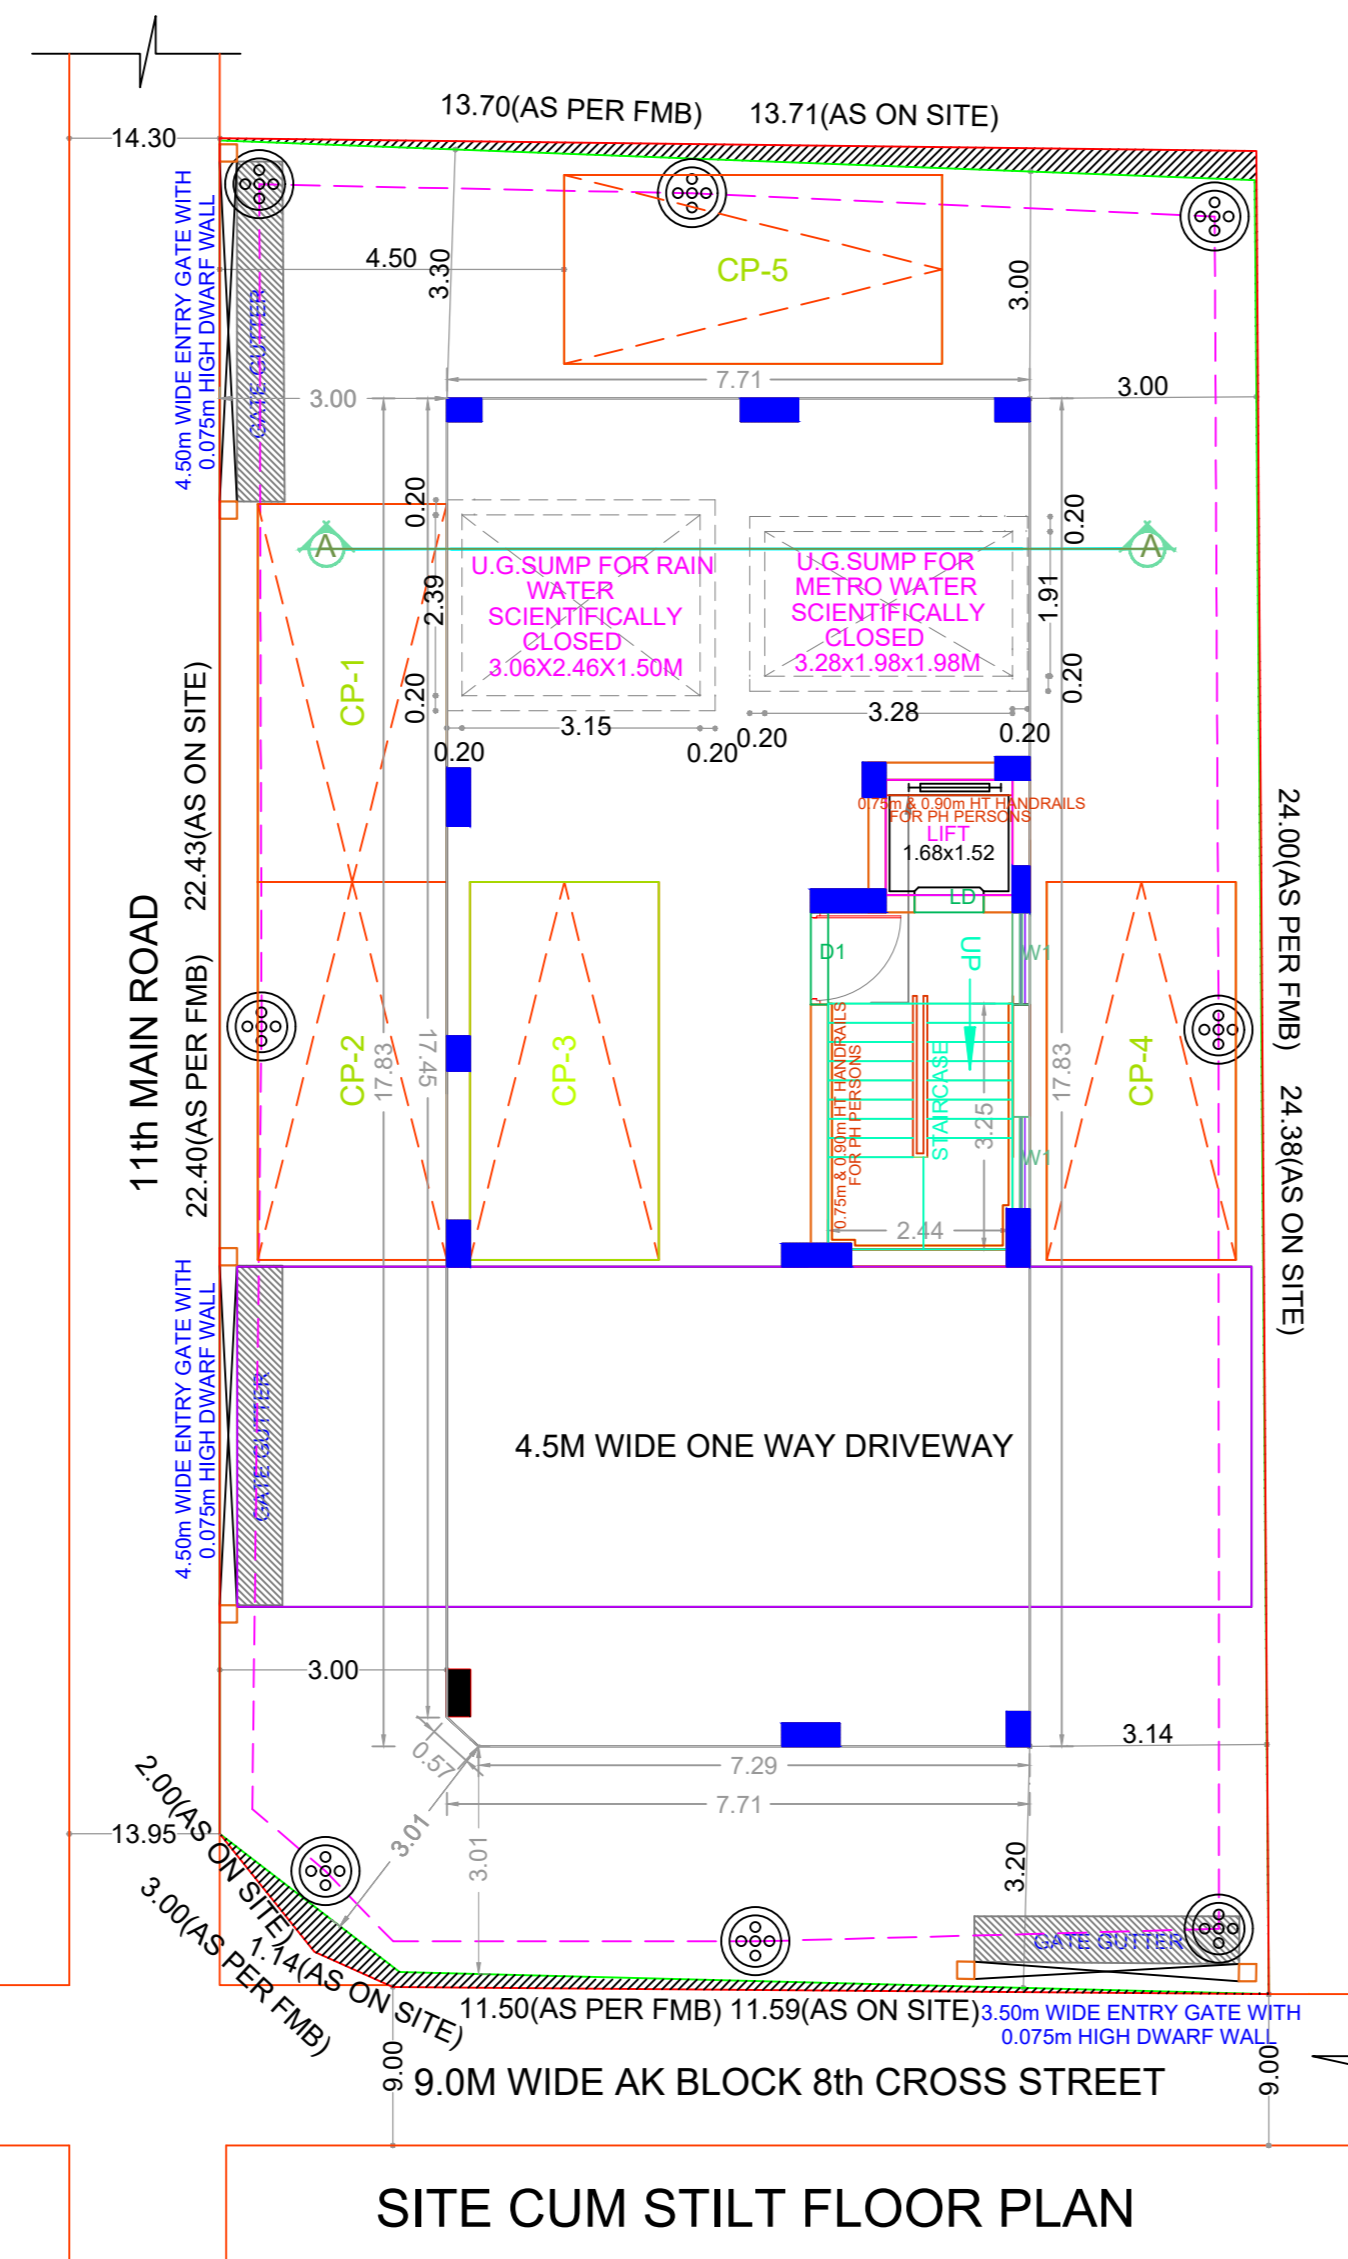 13.70(AS PER FMB)
13.71(AS ON SITE)
14.30
4.50m WIDE ENTRY GATE WITH
0.075m HIGH DWARF WALL
GATE GUTTER
4.50
3.30
CP-5
3.00
7.71
3.00
3.00
0.20
2.39
0.20
A
A
U.G.SUMP FOR RAIN
WATER
SCIENTIFICALLY
CLOSED
3.06X2.46X1.50M
U.G.SUMP FOR
METRO WATER
SCIENTIFICALLY
CLOSED
3.28x1.98x1.98M
0.20
1.91
0.20
3.15
0.20
0.20
3.28
0.20
0.20
CP-1
0.75m & 0.90m HT HANDRAILS
FOR PH PERSONS
LIFT
1.68x1.52
LD
D1
UP
W1
11th MAIN ROAD
22.40(AS PER FMB)
22.43(AS ON SITE)
24.00(AS PER FMB)
24.38(AS ON SITE)
CP-2
17.83
17.45
CP-3
0.75m & 0.90m HT HANDRAILS
FOR PH PERSONS
STAIRCASE
3.25
W1
2.44
17.83
CP-4
4.50m WIDE ENTRY GATE WITH
0.075m HIGH DWARF WALL
GATE GUTTER
4.5M WIDE ONE WAY DRIVEWAY
3.00
0.57
7.29
7.71
3.14
13.95
2.00(AS ON SITE)
3.00(AS PER FMB)
1.14(AS ON SITE)
3.01
3.01
3.20
GATE GUTTER
11.50(AS PER FMB) 11.59(AS ON SITE)
3.50m WIDE ENTRY GATE WITH
0.075m HIGH DWARF WALL
9.00
9.0M WIDE AK BLOCK 8th CROSS STREET
9.00
SITE CUM STILT FLOOR PLAN